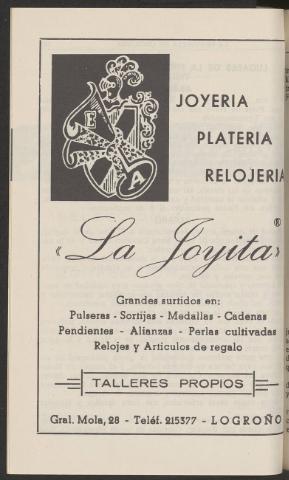 E A
JOYERIA
PLATERIA
RELOJERIA
« La Joyita » ®
Grandes surtidos en:
Pulseras - Sortijas - Medallas - Cadenas
Pendientes - Alianzas - Perlas cultivadas
Relojes y Articulos de regalo
TALLERES PROPIOS
Gral. Mola, 28 - Teléf. 215377 - LOGROÑO